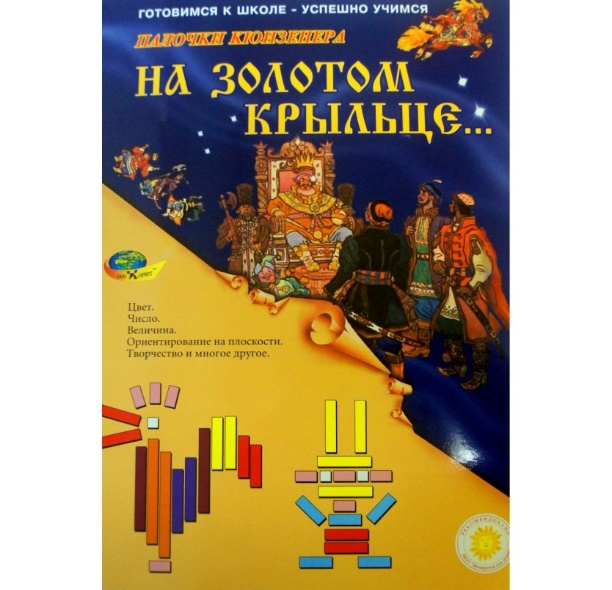 ГОТОВИМСЯ К ШКОЛЕ - УСПЕШНО УЧИМСЯ
ПАЛОЧКИ КЮИЗЕНЕРА
НА ЗОЛОТОМ
КРЫЛЬЦЕ...
Цвет.
Число.
Величина.
Ориентирование на плоскости.
Творчество и многое другое.